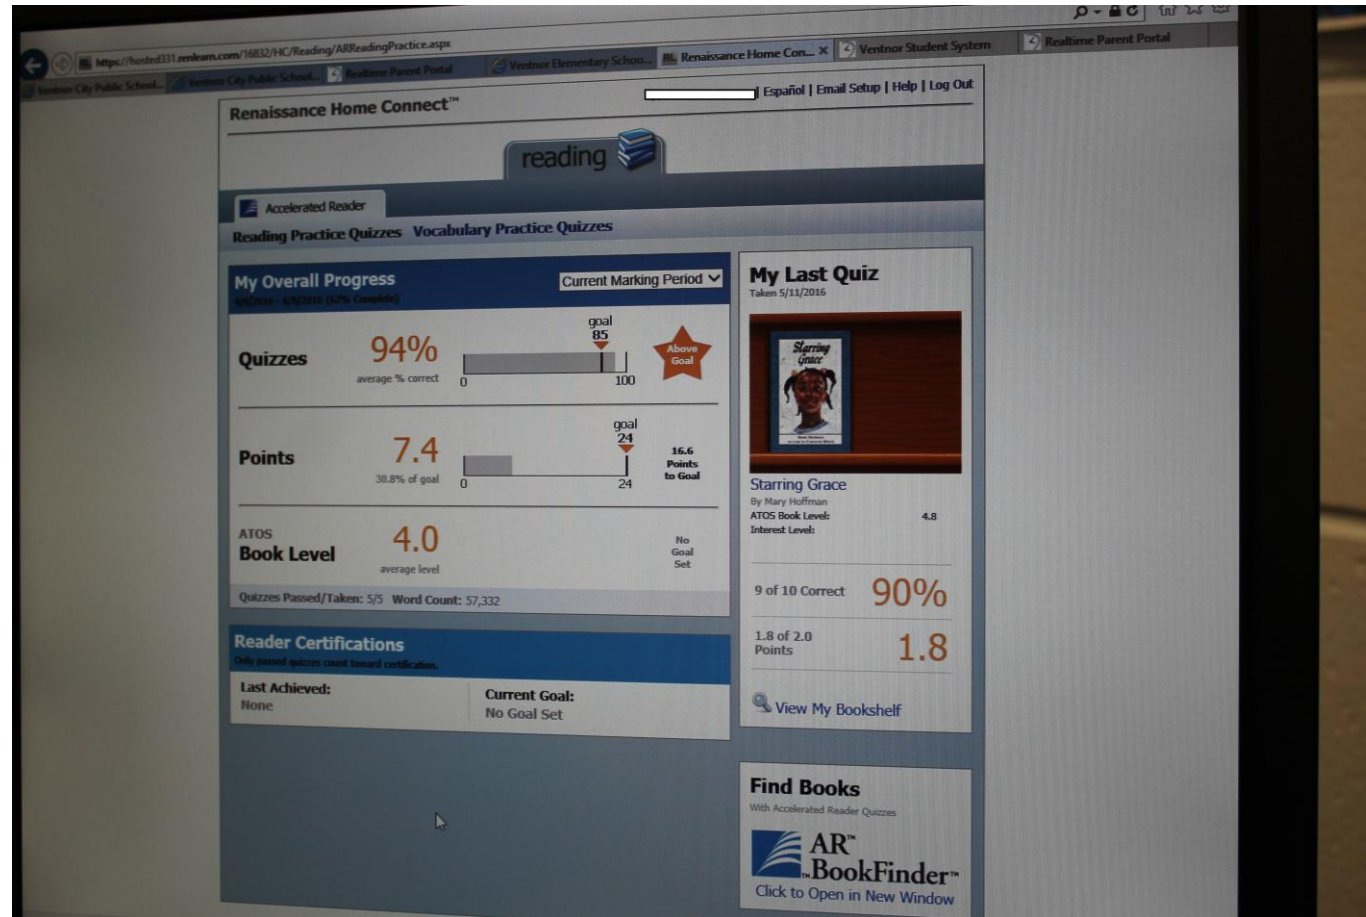 https://hosted331.renlearn.com/16832/HC/Reading/ARReadingPractice.aspx
Ventnor City Public School... Ventnor City Public School... Realtime Parent Portal Ventnor Elementary Schoo... Renaissance Home Con... Ventnor Student System Realtime Parent Portal
Renaissance Home Connect™
| Español | Email Setup | Help | Log Out
reading
Accelerated Reader
Reading Practice Quizzes Vocabulary Practice Quizzes
My Overall Progress
Current Marking Period
(62% Complete)
Quizzes
94%
average % correct
goal
85
0
100
Above
Goal
Points
7.4
30.8% of goal
goal
24
0
24
16.6
Points
to Goal
ATOS
Book Level
4.0
average level
No
Goal
Set
Quizzes Passed/Taken: 5/5 Word Count: 57,332
Reader Certifications
Only passed quizzes count toward certification.
Last Achieved:
None
Current Goal:
No Goal Set
My Last Quiz
Taken 5/11/2016
Starring
Grace
Starring Grace
By Mary Hoffman
ATOS Book Level: 4.8
Interest Level:
9 of 10 Correct 90%
1.8 of 2.0
Points
1.8
View My Bookshelf
Find Books
With Accelerated Reader Quizzes
AR™
™BookFinder™
Click to Open in New Window